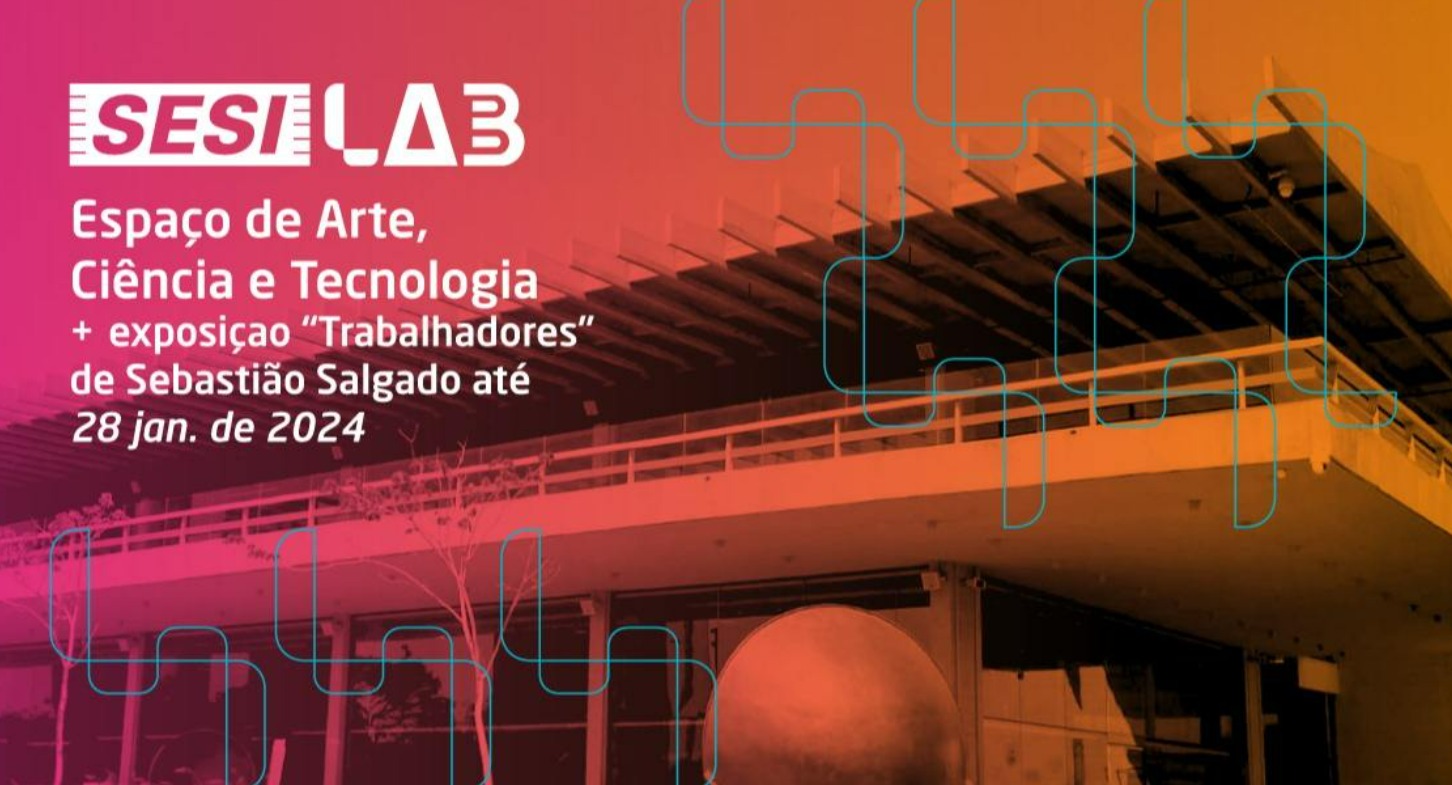 SESI LAB
Espaço de Arte,
Ciência e Tecnologia
+ exposiçao “Trabalhadores”
de Sebastião Salgado até
28 jan. de 2024